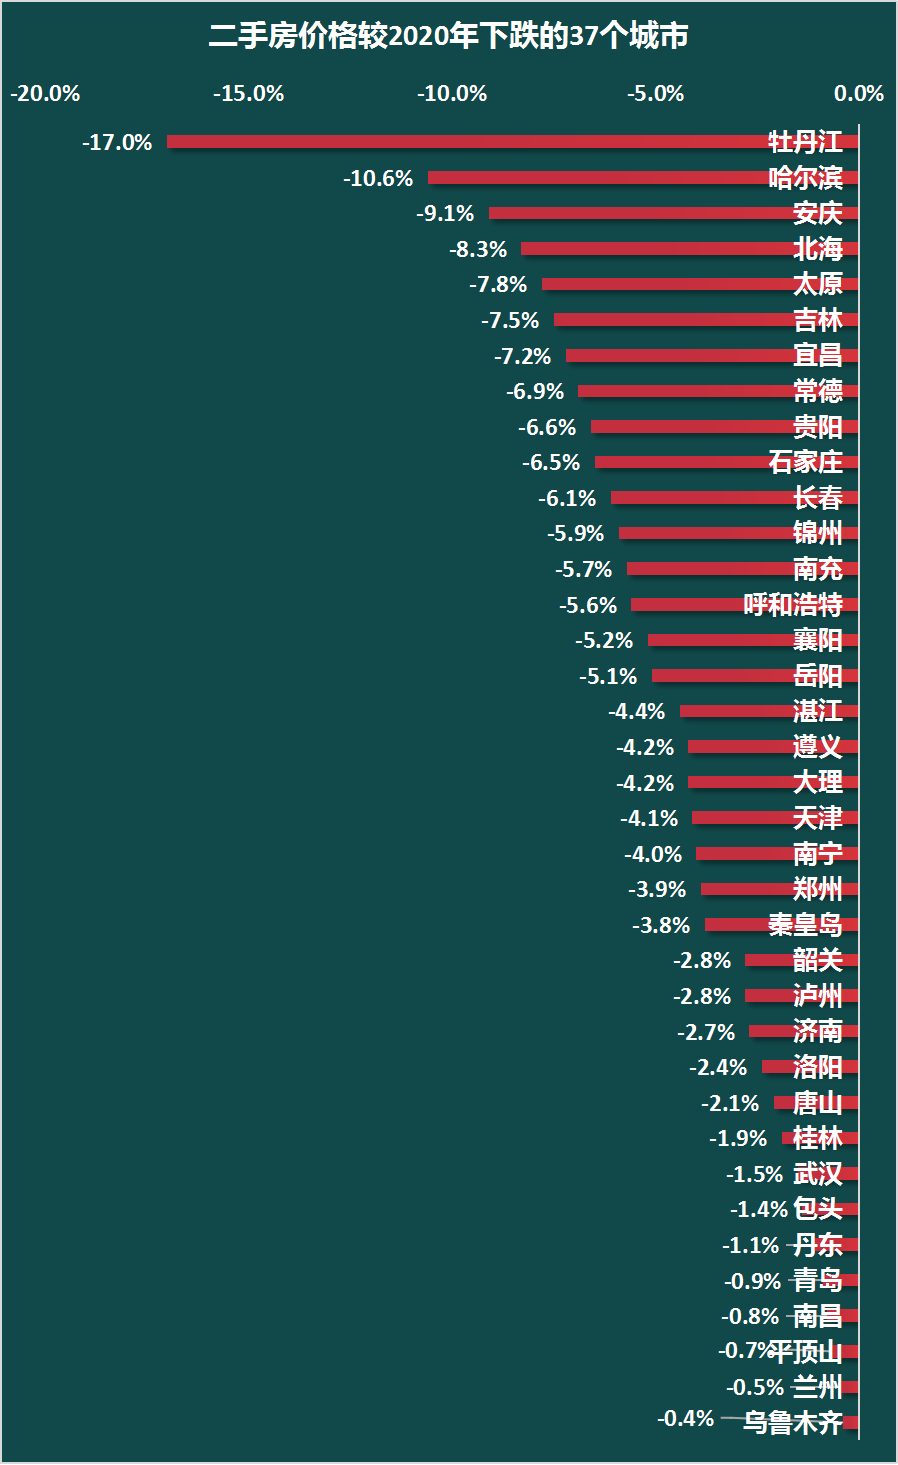 二手房价格较2020年下跌的37个城市
-20.0% -15.0% -10.0% -5.0% 0.0%
-17.0% 牡丹江
-10.6% 哈尔滨
-9.1% 安庆
-8.3% 北海
-7.8% 太原
-7.5% 吉林
-7.2% 宜昌
-6.9% 常德
-6.6% 贵阳
-6.5% 石家庄
-6.1% 长春
-5.9% 锦州
-5.7% 南充
-5.6% 呼和浩特
-5.2% 襄阳
-5.1% 岳阳
-4.4% 湛江
-4.2% 遵义
-4.2% 大理
-4.1% 天津
-4.0% 南宁
-3.9% 郑州
-3.8% 秦皇岛
-2.8% 韶关
-2.8% 泸州
-2.7% 济南
-2.4% 洛阳
-2.1% 唐山
-1.9% 桂林
-1.5% 武汉
-1.4% 包头
-1.1% 丹东
-0.9% 青岛
-0.8% 南昌
-0.7% 平顶山
-0.5% 兰州
-0.4% 乌鲁木齐